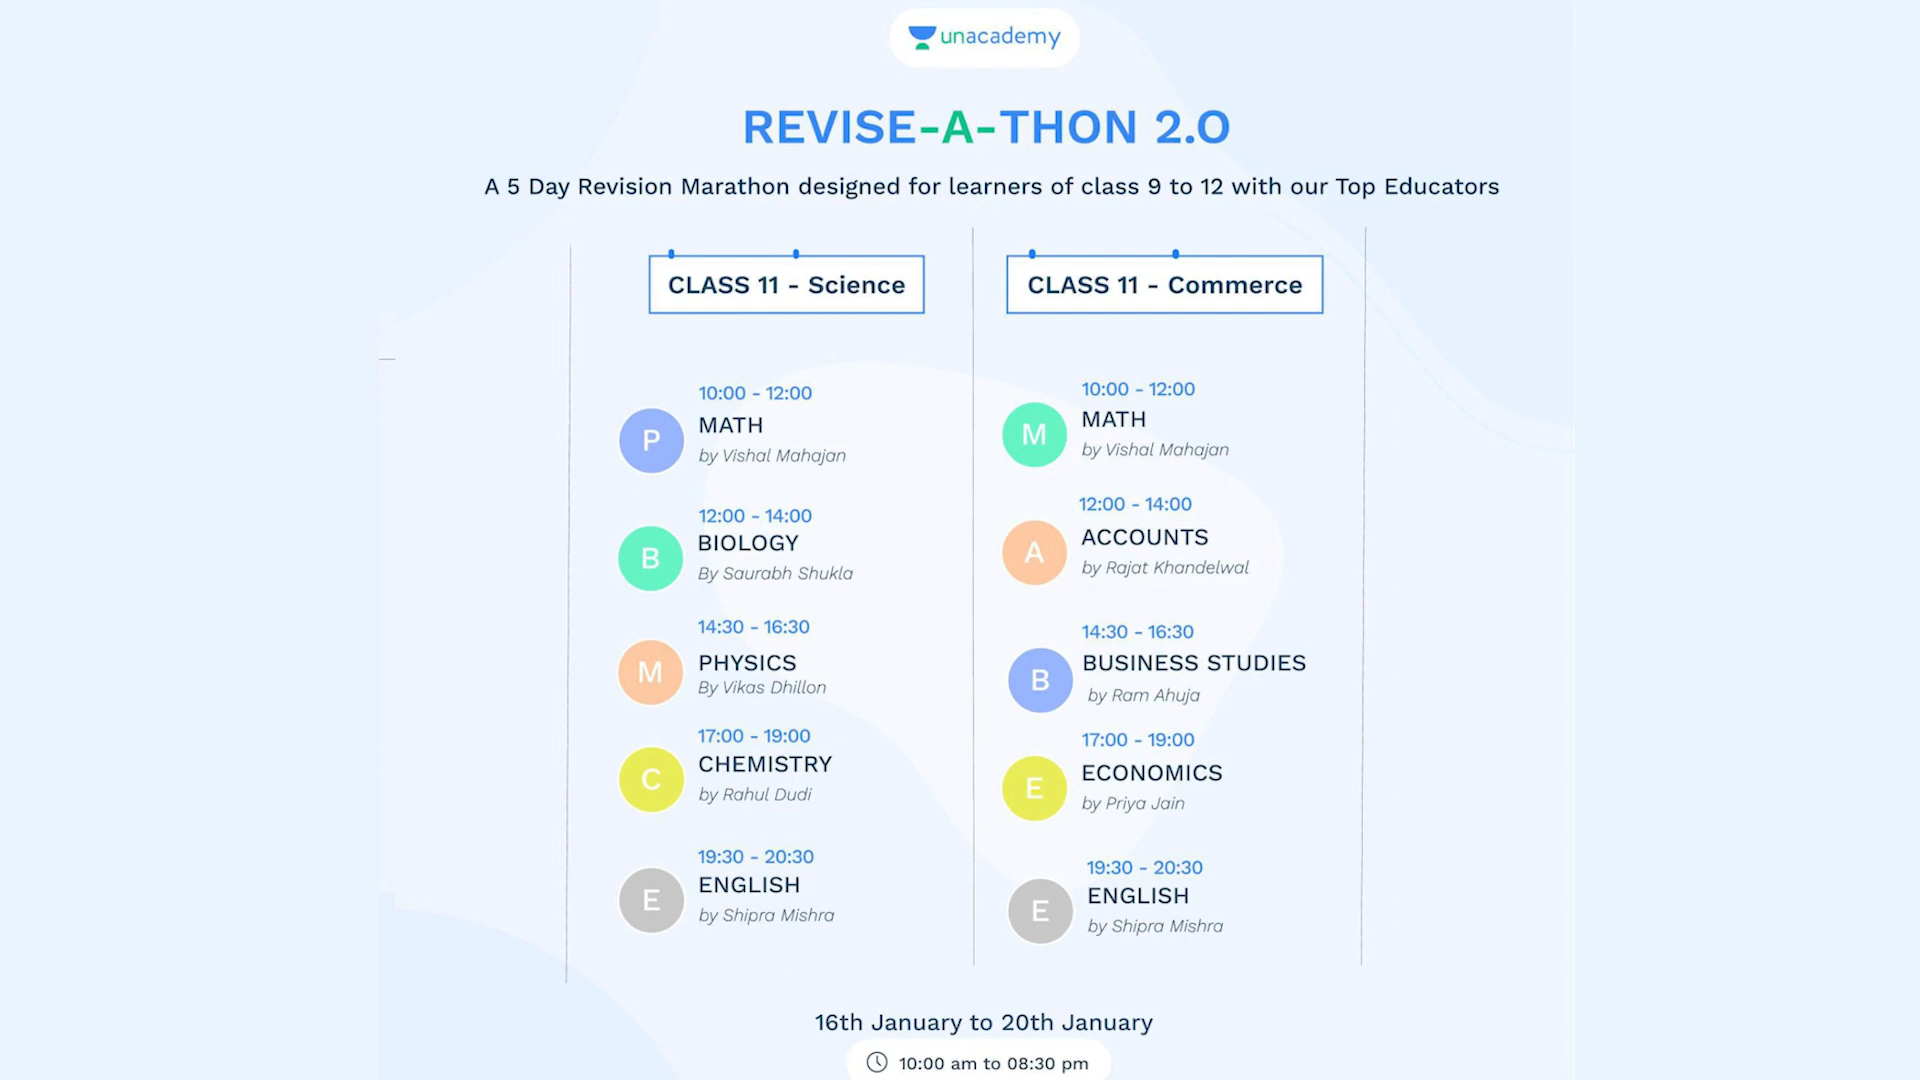 unacademy
REVISE-A-THON 2.O
A 5 Day Revision Marathon designed for learners of class 9 to 12 with our Top Educators
CLASS 11 - Science
10:00 - 12:00
P
MATH
by Vishal Mahajan
12:00 - 14:00
B
BIOLOGY
By Saurabh Shukla
14:30 - 16:30
M
PHYSICS
By Vikas Dhillon
17:00 - 19:00
C
CHEMISTRY
by Rahul Dudi
19:30 - 20:30
E
ENGLISH
by Shipra Mishra
CLASS 11 - Commerce
10:00 - 12:00
M
MATH
by Vishal Mahajan
12:00 - 14:00
A
ACCOUNTS
by Rajat Khandelwal
14:30 - 16:30
B
BUSINESS STUDIES
by Ram Ahuja
17:00 - 19:00
E
ECONOMICS
by Priya Jain
19:30 - 20:30
E
ENGLISH
by Shipra Mishra
16th January to 20th January
10:00 am to 08:30 pm